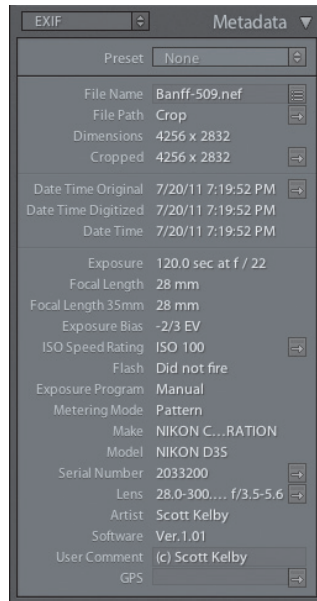 EXIF Metadata
Preset None
File Name Banff-509.nef
File Path Crop
Dimensions 4256 x 2832
Cropped 4256 x 2832
Date Time Original 7/20/11 7:19:52 PM
Date Time Digitized 7/20/11 7:19:52 PM
Date Time 7/20/11 7:19:52 PM
Exposure 120.0 sec at f / 22
Focal Length 28 mm
Focal Length 35mm 28 mm
Exposure Bias -2/3 EV
ISO Speed Rating ISO 100
Flash Did not fire
Exposure Program Manual
Metering Mode Pattern
Make NIKON C...RATION
Model NIKON D3S
Serial Number 2033200
Lens 28.0-300.... f/3.5-5.6
Artist Scott Kelby
Software Ver.1.01
User Comment (c) Scott Kelby
GPS